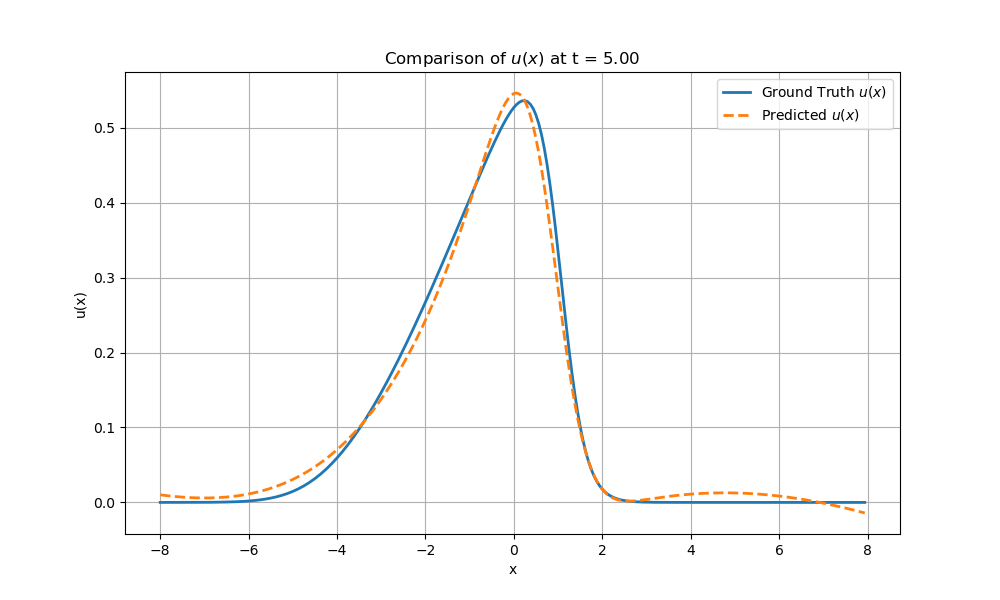 Comparison of u(x) at t = 5.00
Ground Truth u(x)
Predicted u(x)
u(x)
0.5
0.4
0.3
0.2
0.1
0.0
−8 −6 −4 −2 0 2 4 6 8
x